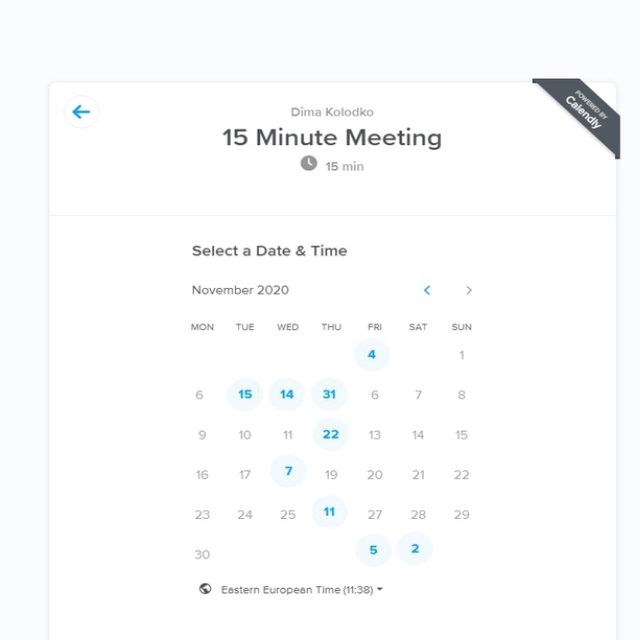 POWERED BY
Calendly
Dima Kolodko
15 Minute Meeting
15 min
Select a Date & Time
November 2020
MON TUE WED THU FRI SAT SUN
4 1
6 15 14 31 6 7 8
9 10 11 22 13 14 15
16 17 7 19 20 21 22
23 24 25 11 27 28 29
30 5 2
Eastern European Time (11:38)